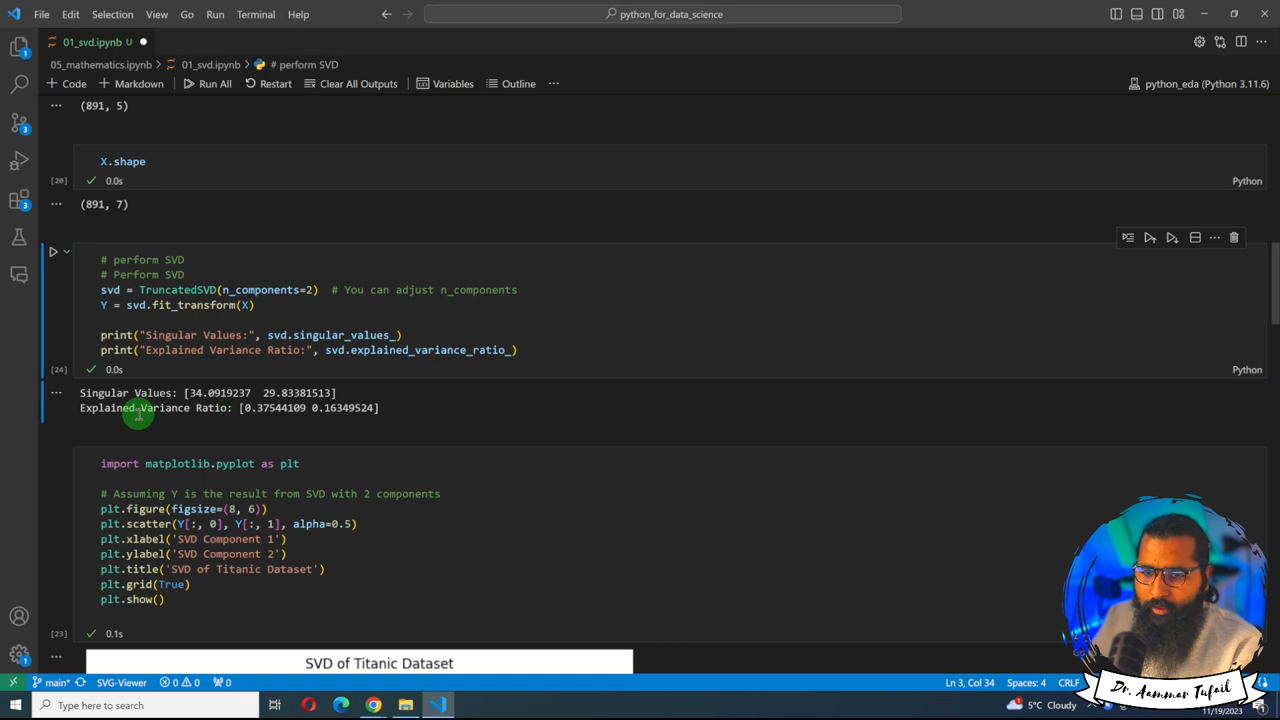 File Edit Selection View Go Run Terminal Help
python_for_data_science
01_svd.ipynb U
05_mathematics.ipynb > 01_svd.ipynb > # perform SVD
+ Code + Markdown Run All Restart Clear All Outputs Variables Outline ...
python_eda (Python 3.11.6)
... (891, 5)
X.shape
[20] 0.0s Python
... (891, 7)
# perform SVD
# Perform SVD
svd = TruncatedSVD(n_components=2) # You can adjust n_components
Y = svd.fit_transform(X)
print("Singular Values:", svd.singular_values_)
print("Explained Variance Ratio:", svd.explained_variance_ratio_)
[24] 0.0s Python
... Singular Values: [34.0919237 29.83381513]
Explained Variance Ratio: [0.37544109 0.16349524]
import matplotlib.pyplot as plt
# Assuming Y is the result from SVD with 2 components
plt.figure(figsize=(8, 6))
plt.scatter(Y[:, 0], Y[:, 1], alpha=0.5)
plt.xlabel('SVD Component 1')
plt.ylabel('SVD Component 2')
plt.title('SVD of Titanic Dataset')
plt.grid(True)
plt.show()
[23] 0.1s
...
SVD of Titanic Dataset
Dr. Aammar Tufail
main* SVG-Viewer 0 0 0 Ln 3, Col 34 Spaces: 4 CRLF
Type here to search
5°C Cloudy
11/19/2023